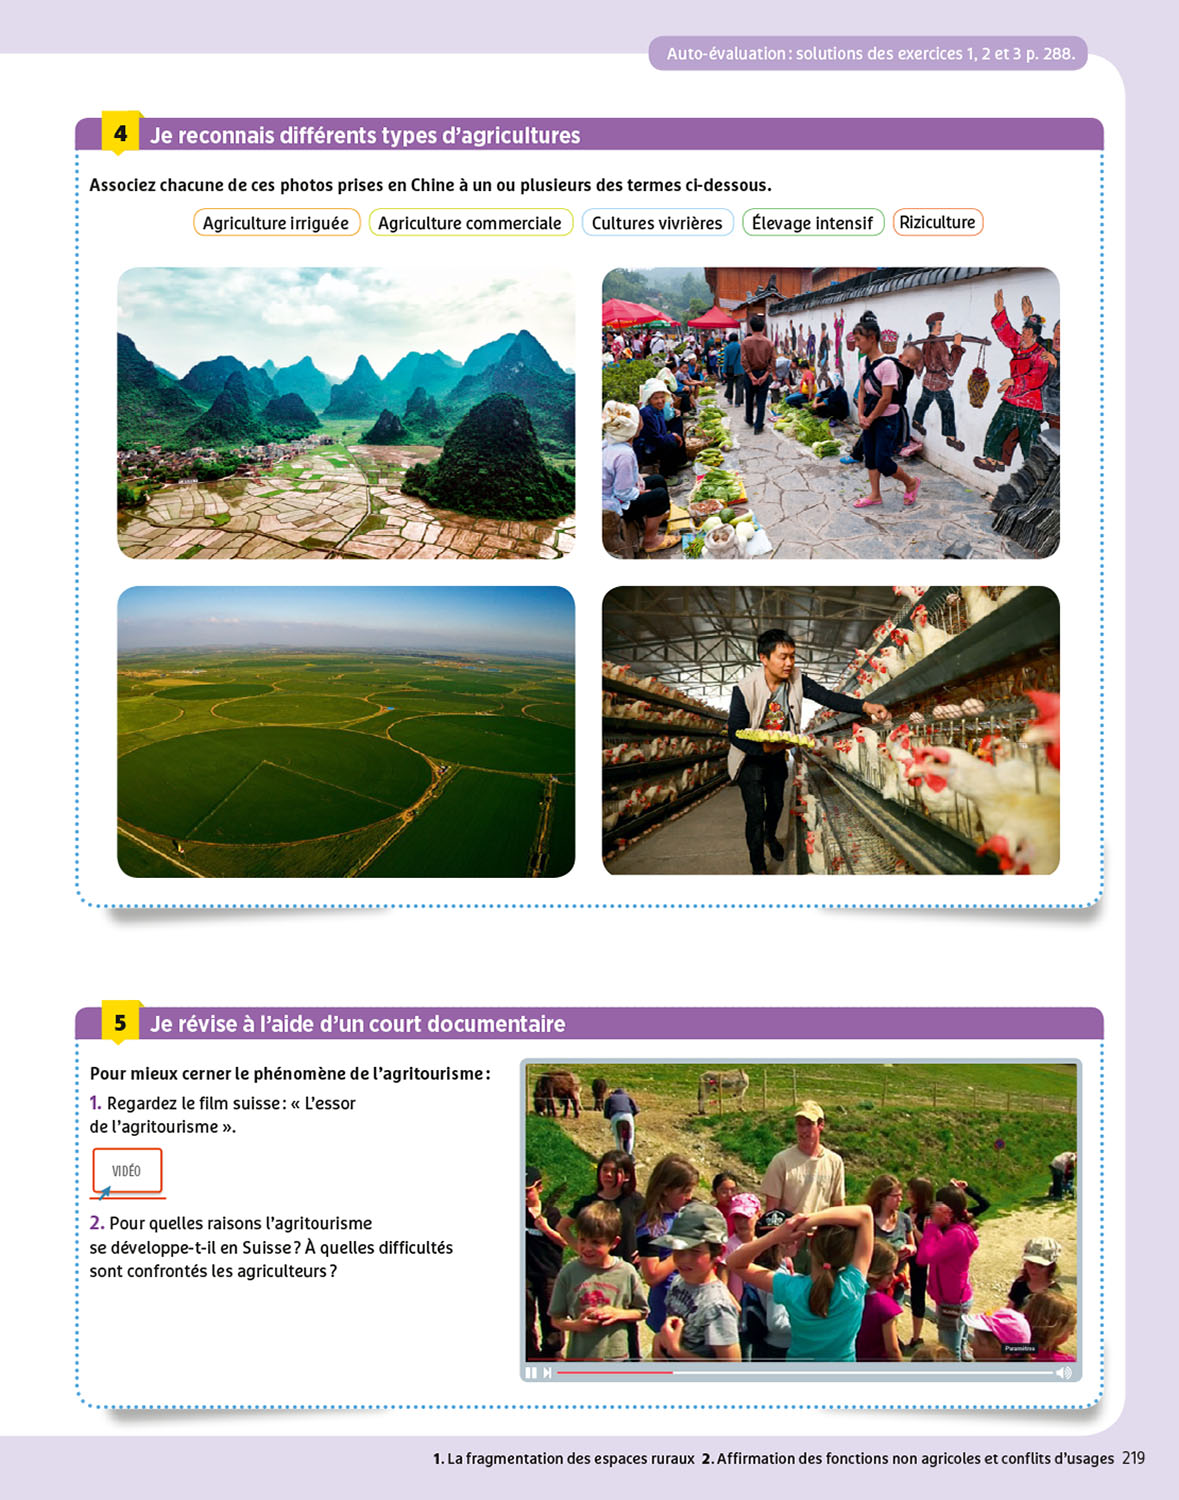 Auto-évaluation : solutions des exercices 1, 2 et 3 p. 288.
4 Je reconnais différents types d'agricultures
Associez chacune de ces photos prises en Chine à un ou plusieurs des termes ci-dessous.
Agriculture irriguée Agriculture commerciale Cultures vivrières Élevage intensif Riziculture
5 Je révise à l'aide d'un court documentaire
Pour mieux cerner le phénomène de l'agritourisme :
1. Regardez le film suisse : « L'essor
de l'agritourisme ».
VIDÉO
2. Pour quelles raisons l'agritourisme
se développe-t-il en Suisse ? À quelles difficultés
sont confrontés les agriculteurs ?
Paramètres
1. La fragmentation des espaces ruraux 2. Affirmation des fonctions non agricoles et conflits d'usages 219